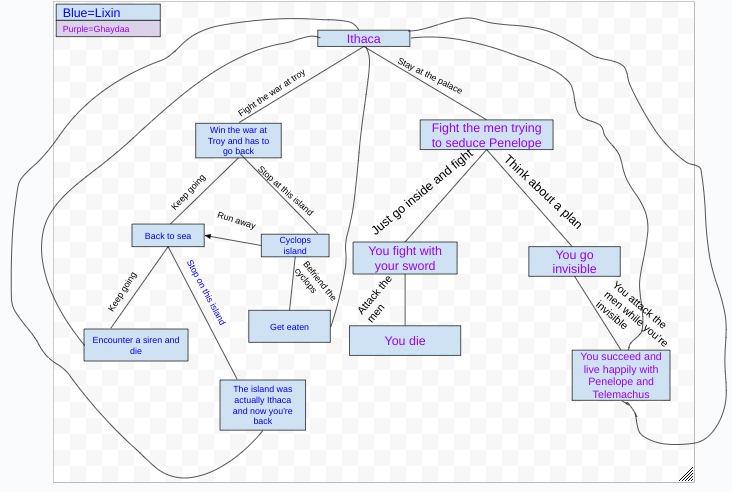 Blue=Lixin
Purple=Ghaydaa
Ithaca
Fight the war at troy
Stay at the palace
Win the war at
Troy and has to
go back
Fight the men trying
to seduce Penelope
Keep going
Stop at this island
Just go inside and fight
Think about a plan
Back to sea
Run away
Cyclops
island
You fight with
your sword
You go
invisible
Keep going
Stop on this island
Befriend the
cyclops
Attack the
men
You attack the
men while you're
invisible
Encounter a siren and
die
Get eaten
You die
You succeed and
live happily with
Penelope and
Telemachus
The island was
actually Ithaca
and now you're
back